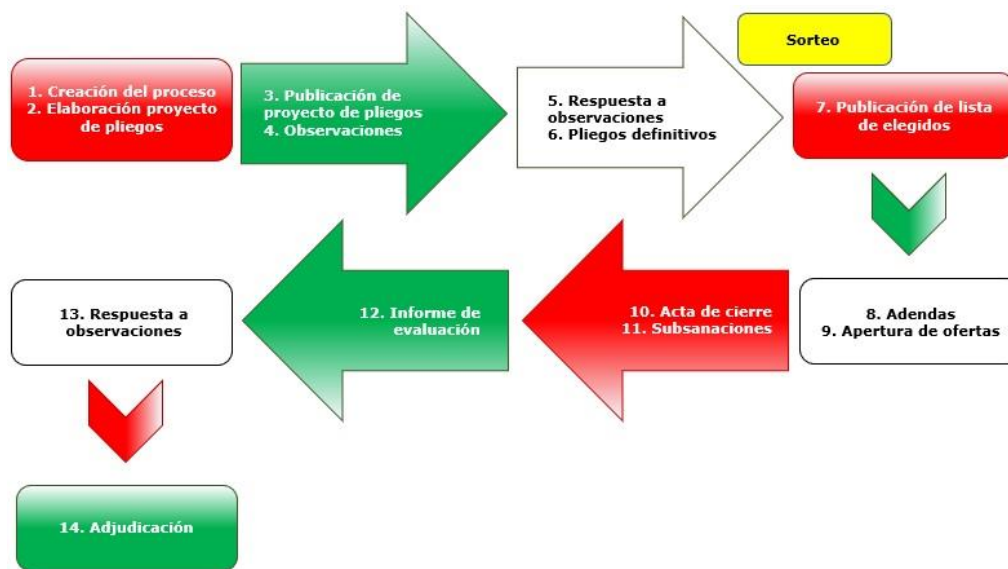 1. Creación del proceso
2. Elaboración proyecto
de pliegos
3. Publicación de
proyecto de pliegos
4. Observaciones
5. Respuesta a
observaciones
6. Pliegos definitivos
Sorteo
7. Publicación de lista
de elegidos
8. Adendas
9. Apertura de ofertas
10. Acta de cierre
11. Subsanaciones
12. Informe de
evaluación
13. Respuesta a
observaciones
14. Adjudicación